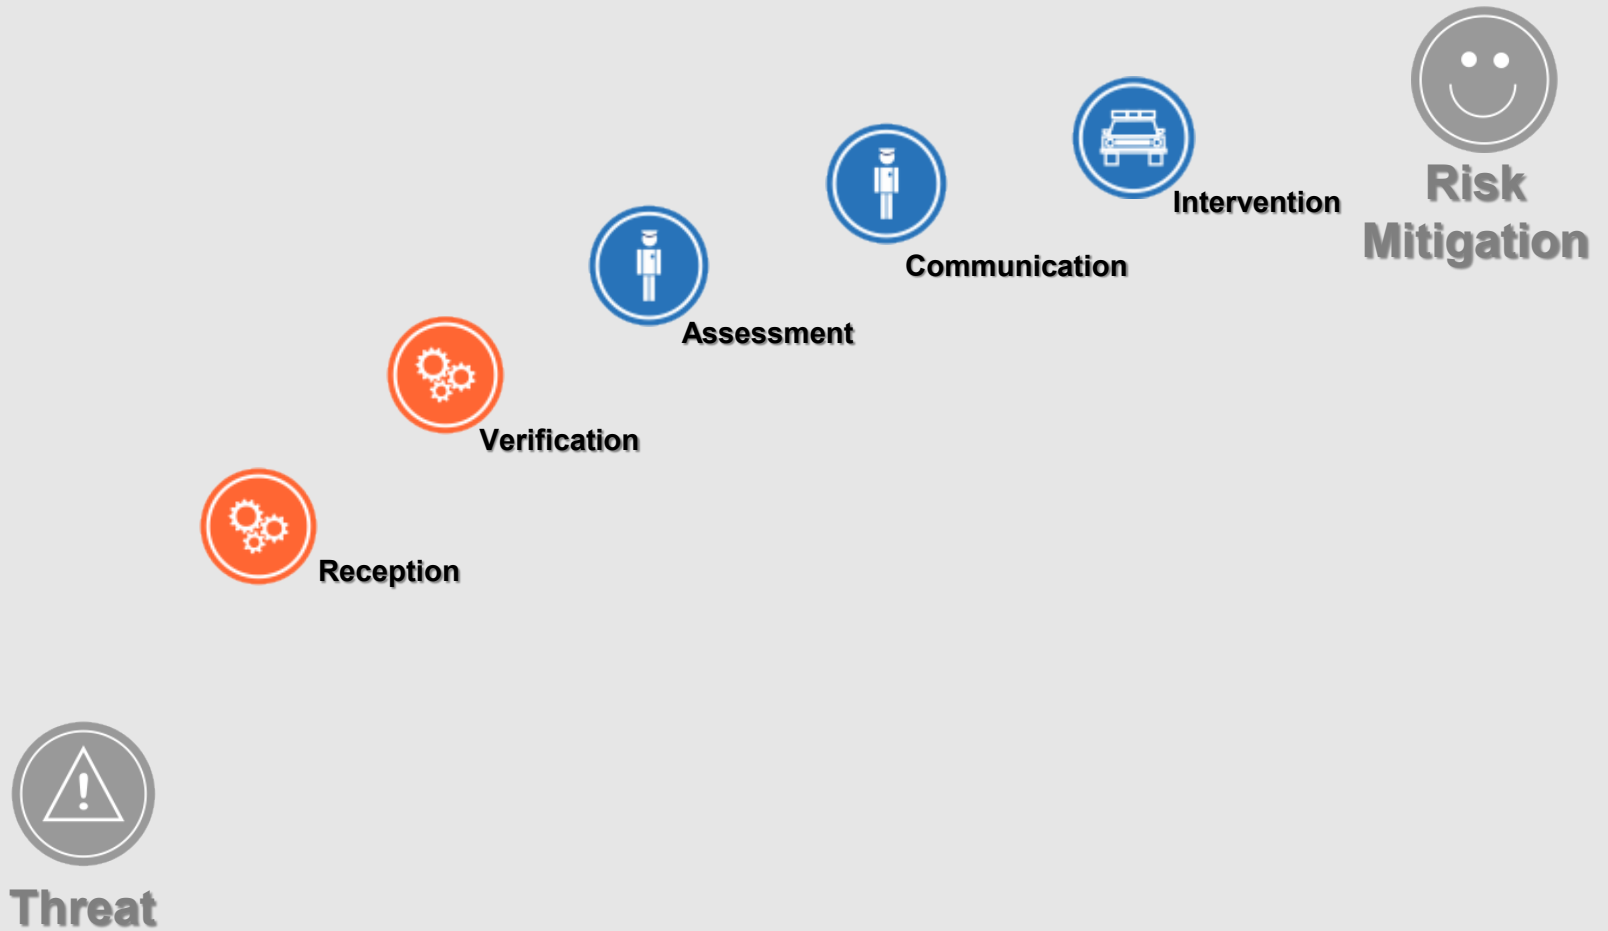 Risk
Mitigation
Intervention
Communication
Assessment
Verification
Reception
Threat